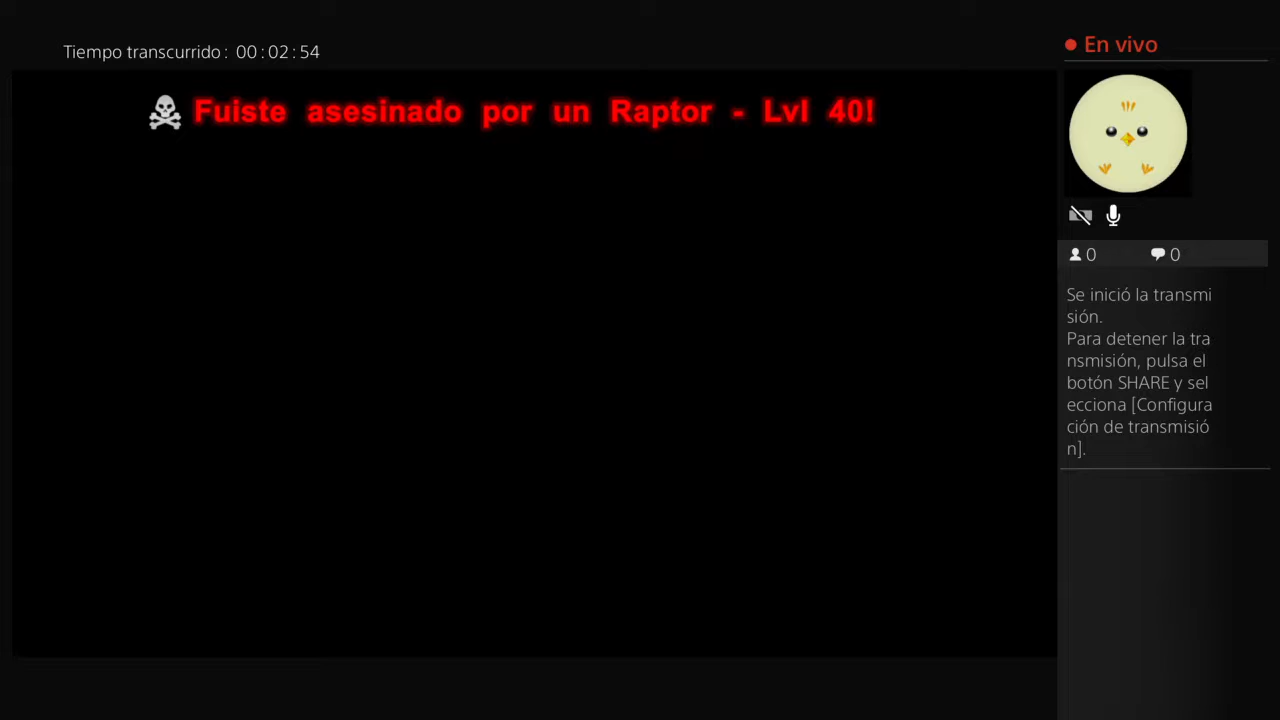 Tiempo transcurrido: 00:02:54
Fuiste asesinado por un Raptor - Lvl 40!
En vivo
0 0
Se inició la transmi
sión.
Para detener la tra
nsmisión, pulsa el
botón SHARE y sel
ecciona [Configura
ción de transmisió
n].